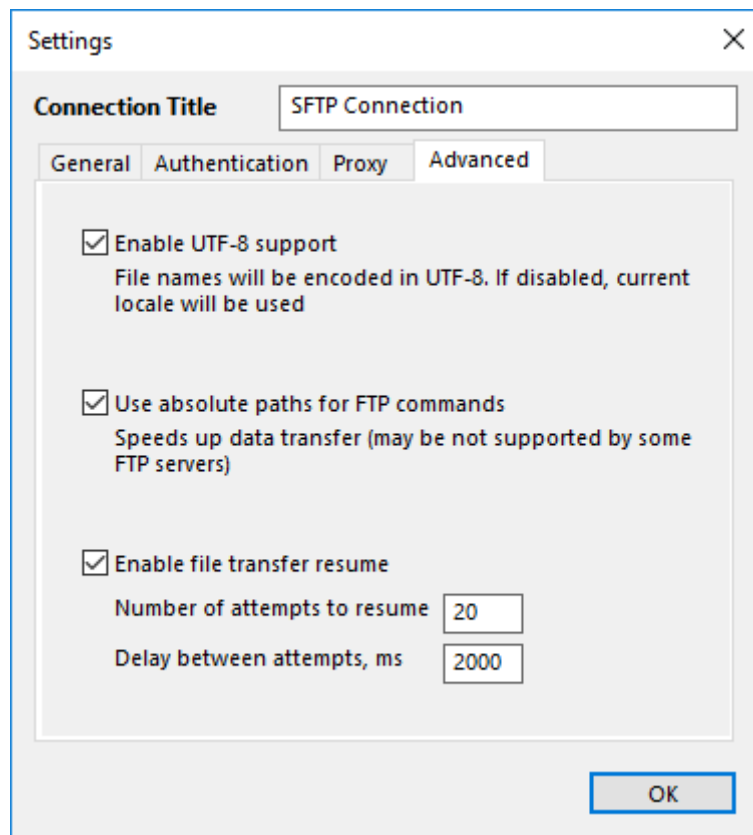 Settings
Connection Title SFTP Connection
General Authentication Proxy Advanced
Enable UTF-8 support
File names will be encoded in UTF-8. If disabled, current
locale will be used
Use absolute paths for FTP commands
Speeds up data transfer (may be not supported by some
FTP servers)
Enable file transfer resume
Number of attempts to resume 20
Delay between attempts, ms 2000
OK